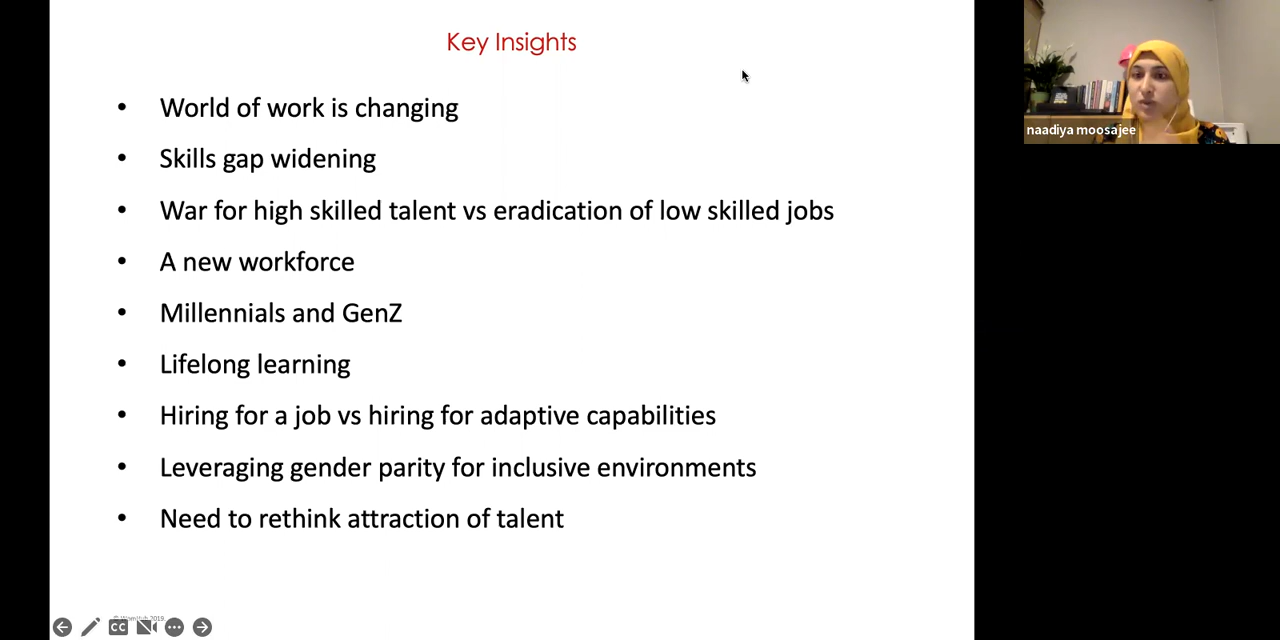 Key Insights
• World of work is changing
• Skills gap widening
• War for high skilled talent vs eradication of low skilled jobs
• A new workforce
• Millennials and GenZ
• Lifelong learning
• Hiring for a job vs hiring for adaptive capabilities
• Leveraging gender parity for inclusive environments
• Need to rethink attraction of talent
naadiya moosajee
CC